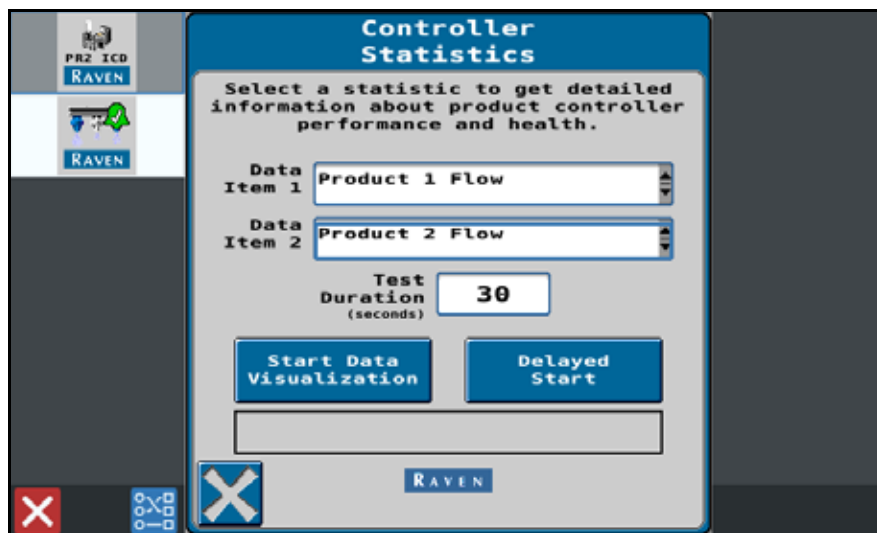 PR2 ICD
RAVEN
RAVEN
Controller
Statistics
Select a statistic to get detailed
information about product controller
performance and health.
Data
Item 1
Product 1 Flow
Data
Item 2
Product 2 Flow
Test
Duration
(seconds)
30
Start Data
Visualization
Delayed
Start
RAVEN